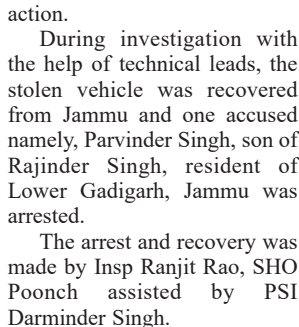 action.
During investigation with
the help of technical leads, the
stolen vehicle was recovered
from Jammu and one accused
namely, Parvinder Singh, son of
Rajinder Singh, resident of
Lower Gadigarh, Jammu was
arrested.
The arrest and recovery was
made by Insp Ranjit Rao, SHO
Poonch assisted by PSI
Darminder Singh.